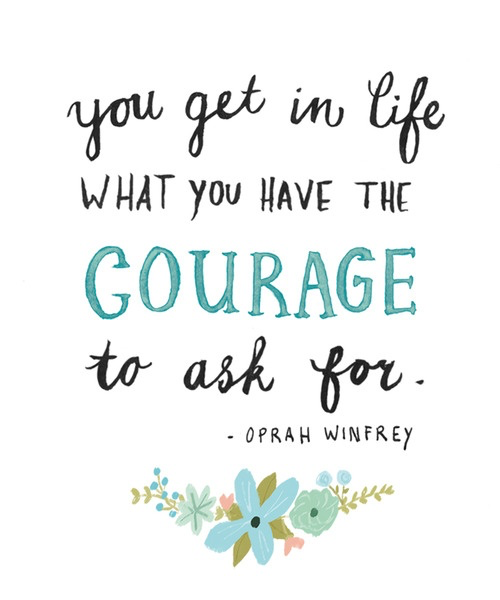 you get in life
WHAT YOU HAVE THE
COURAGE
to ask for.
- OPRAH WINFREY